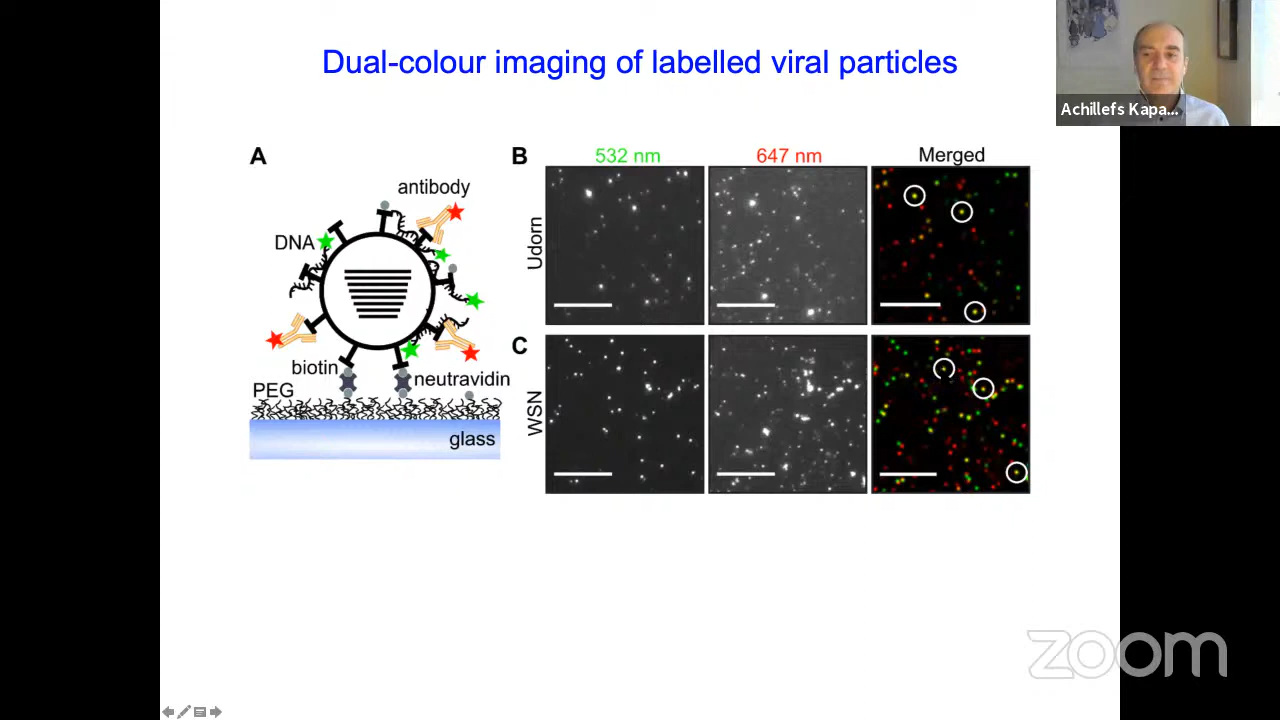 Dual-colour imaging of labelled viral particles
Achillefs Kapa...
A
antibody
DNA
biotin
neutravidin
PEG
glass
B
532 nm
647 nm
Merged
Udorn
C
WSN
zoom